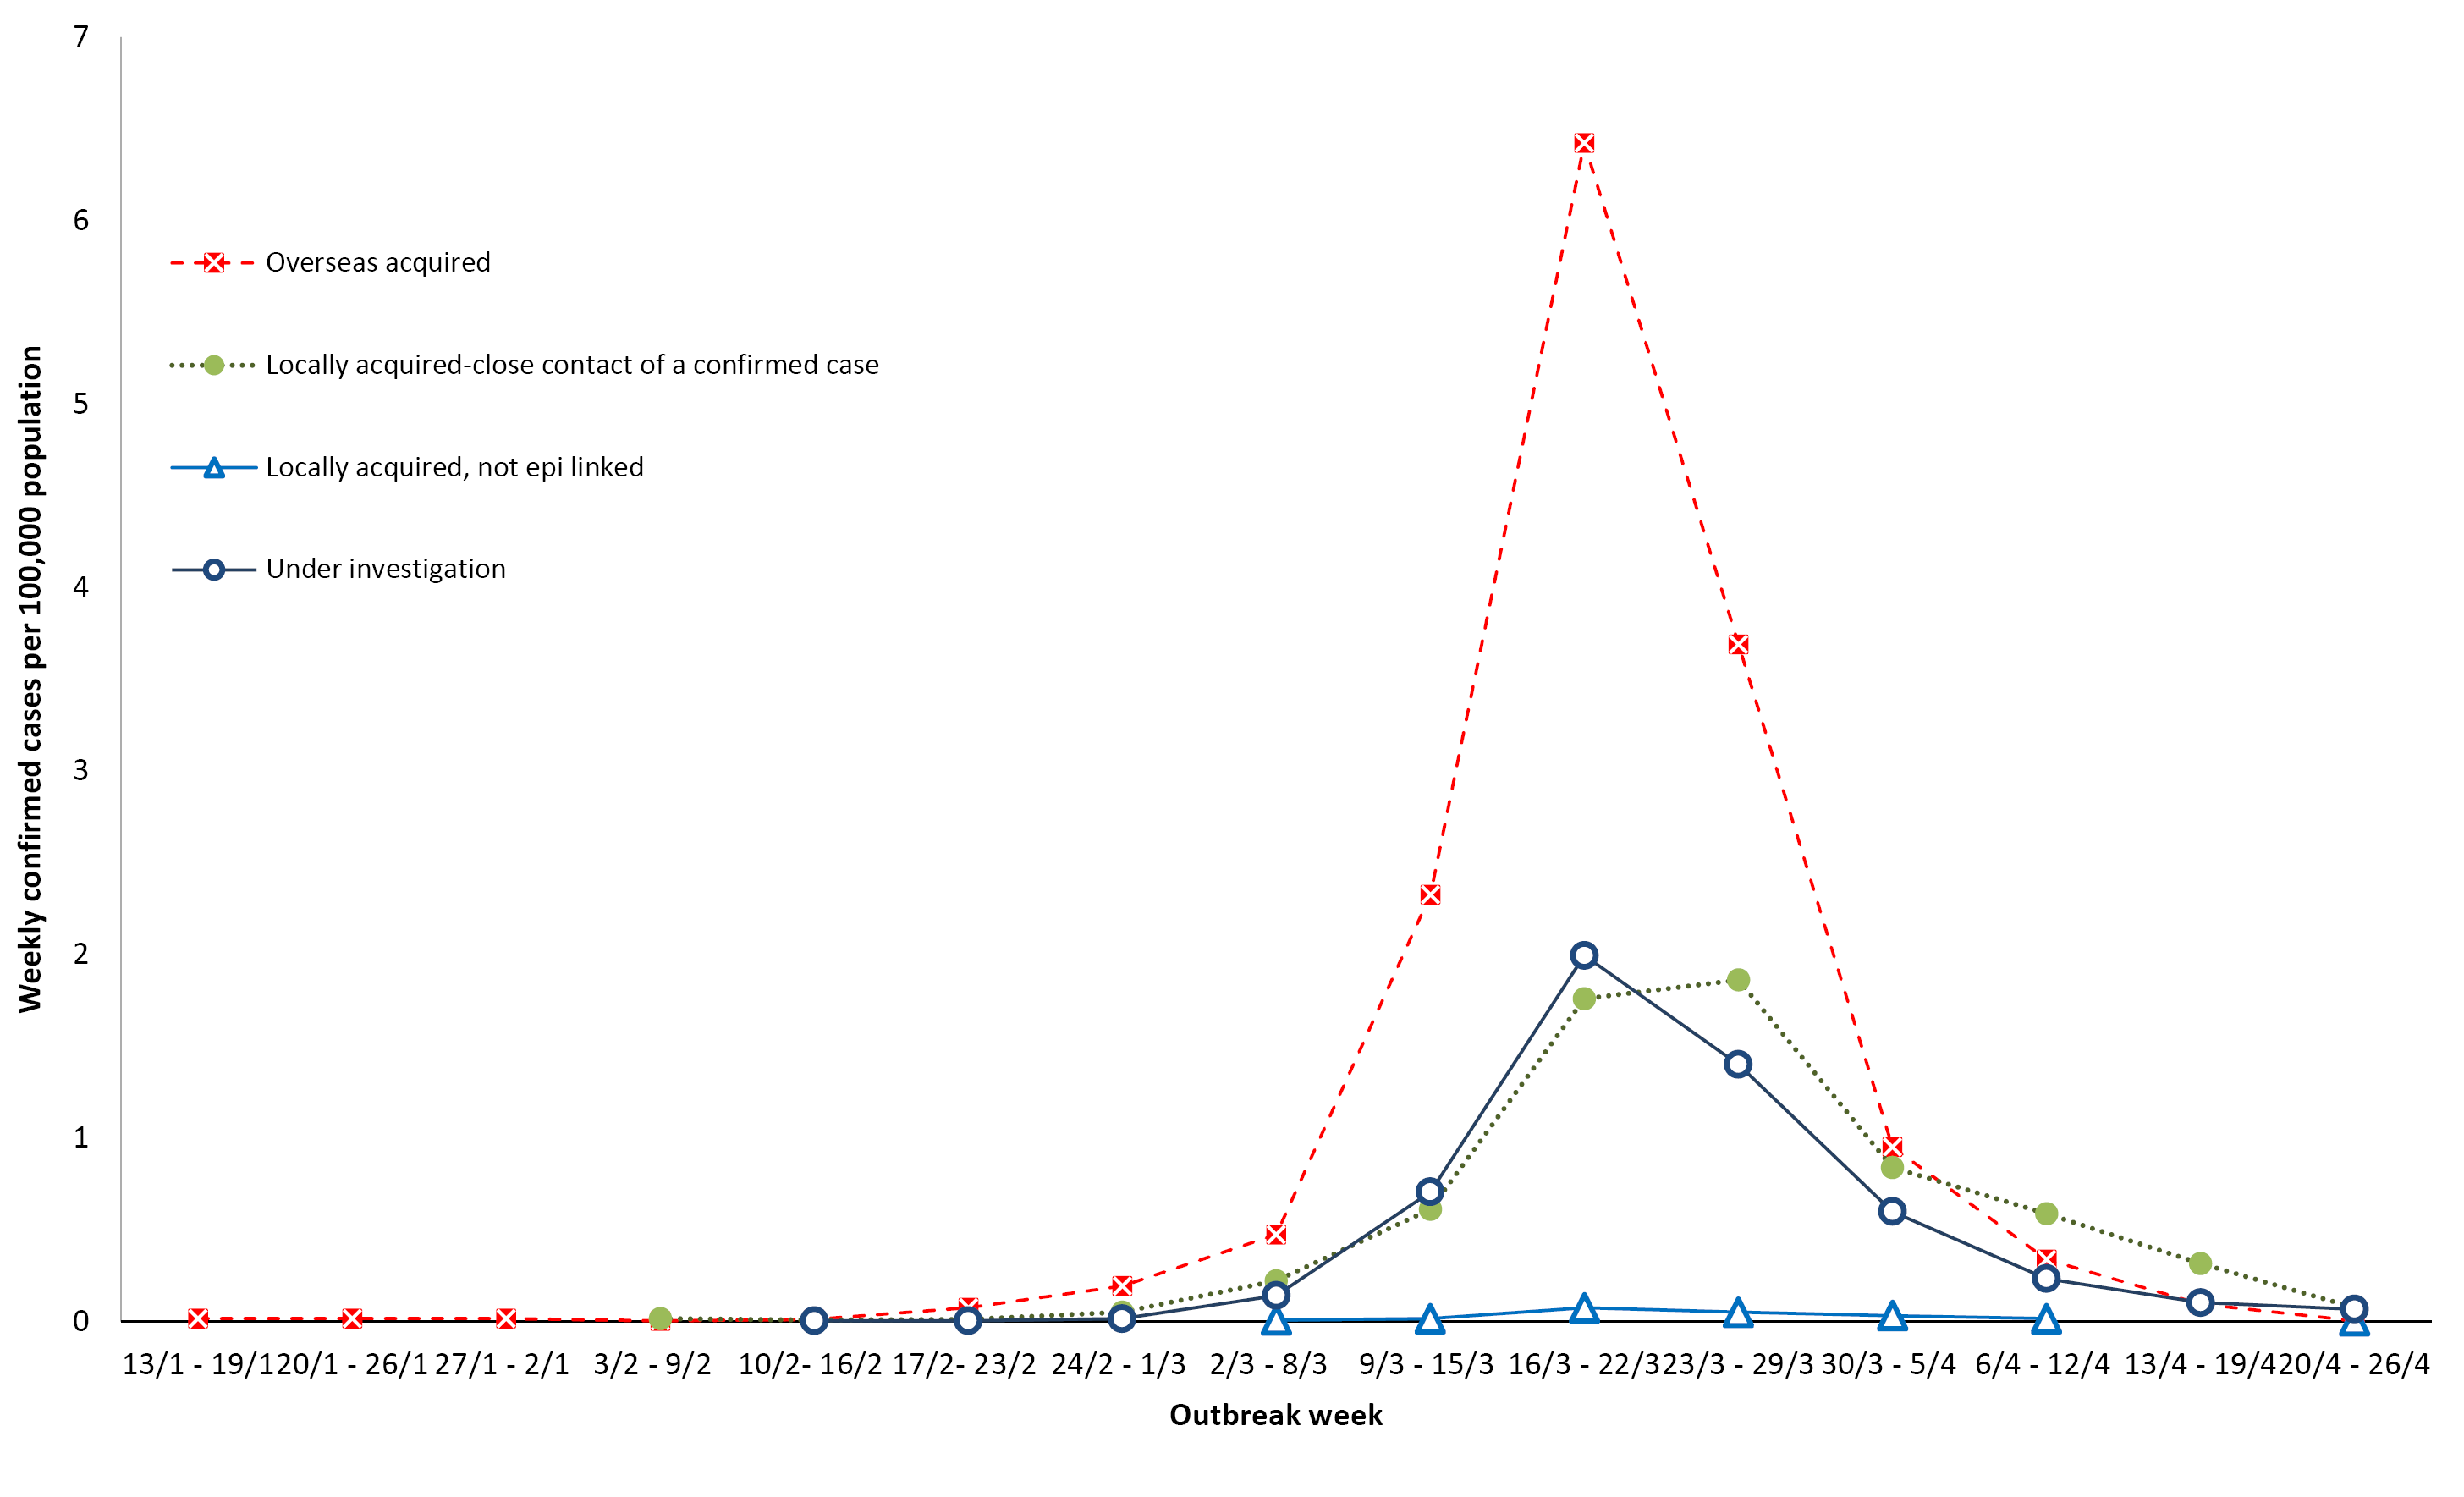 7
6
5
4
3
2
1
0
Weekly confirmed cases per 100,000 population
Overseas acquired
Locally acquired-close contact of a confirmed case
Locally acquired, not epi linked
Under investigation
13/1 - 19/1 20/1 - 26/1 27/1 - 2/1 3/2 - 9/2 10/2- 16/2 17/2- 23/2 24/2 - 1/3 2/3 - 8/3 9/3 - 15/3 16/3 - 22/3 23/3 - 29/3 30/3 - 5/4 6/4 - 12/4 13/4 - 19/4 20/4 - 26/4
Outbreak week